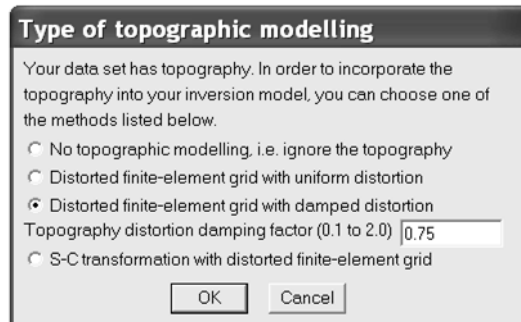 Type of topographic modelling
Your data set has topography. In order to incorporate the
topography into your inversion model, you can choose one of
the methods listed below.
No topographic modelling, i.e. ignore the topography
Distorted finite-element grid with uniform distortion
Distorted finite-element grid with damped distortion
Topography distortion damping factor (0.1 to 2.0) 0.75
S-C transformation with distorted finite-element grid
OK Cancel